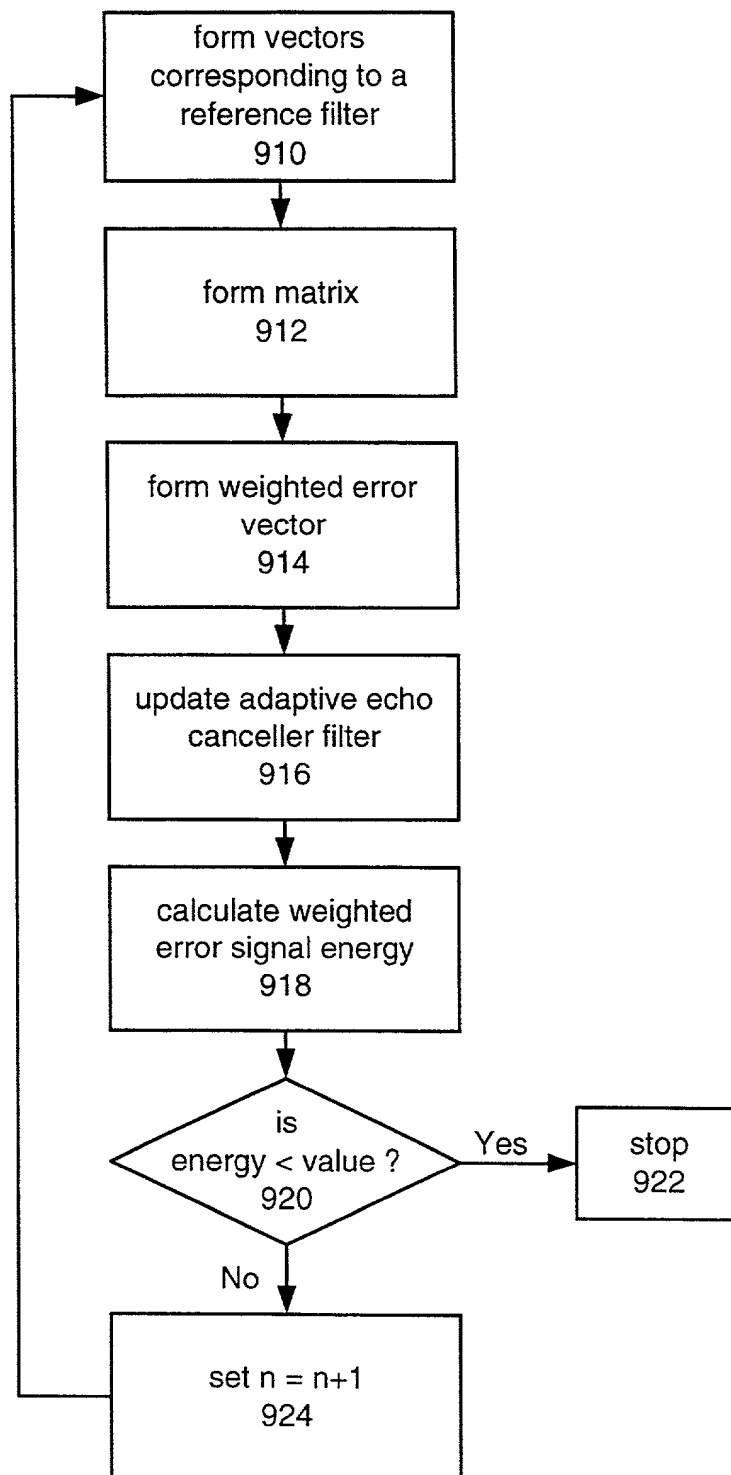 form vectors
corresponding to a
reference filter
910
form matrix
912
form weighted error
vector
914
update adaptive echo
canceller filter
916
calculate weighted
error signal energy
918
is
energy < value ?
920
Yes
stop
922
No
set n = n+1
924